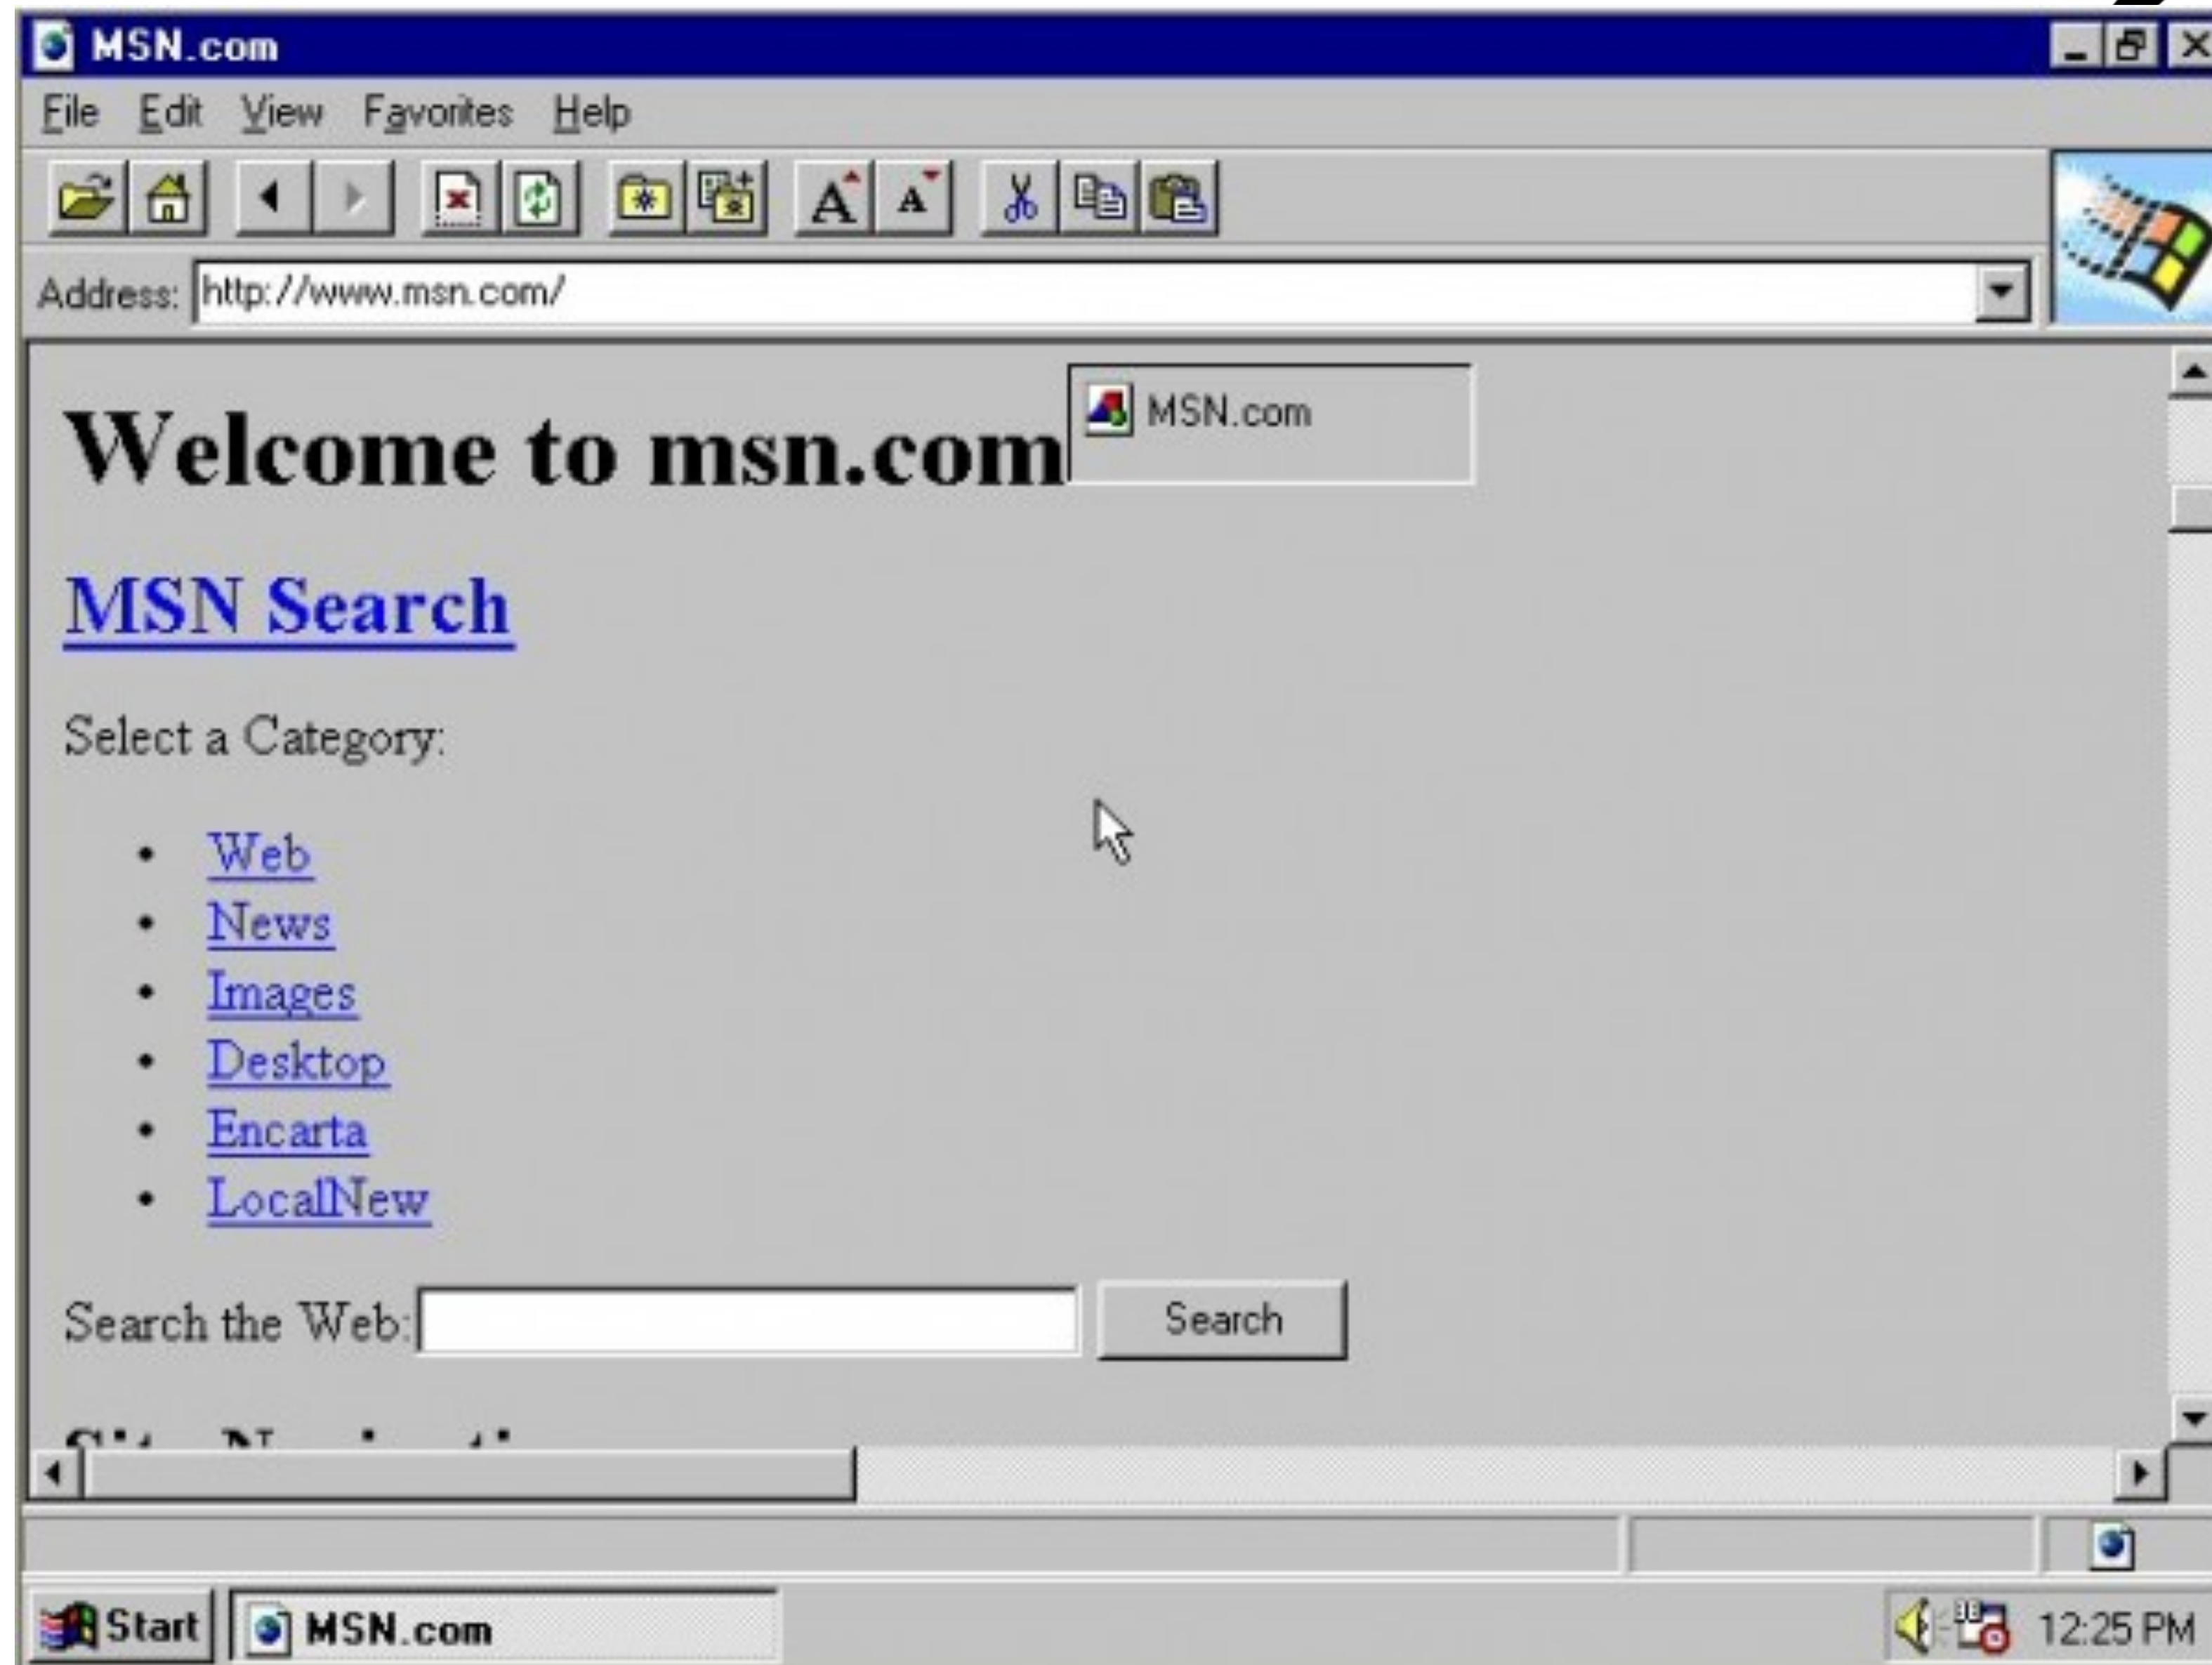 MSN.com
File Edit View Favorites Help
A A
Address: http://www.msn.com/
Welcome to msn.com
MSN.com
MSN Search
Select a Category:
• Web
• News
• Images
• Desktop
• Encarta
• LocalNew
Search the Web: Search
Start MSN.com 12:25 PM